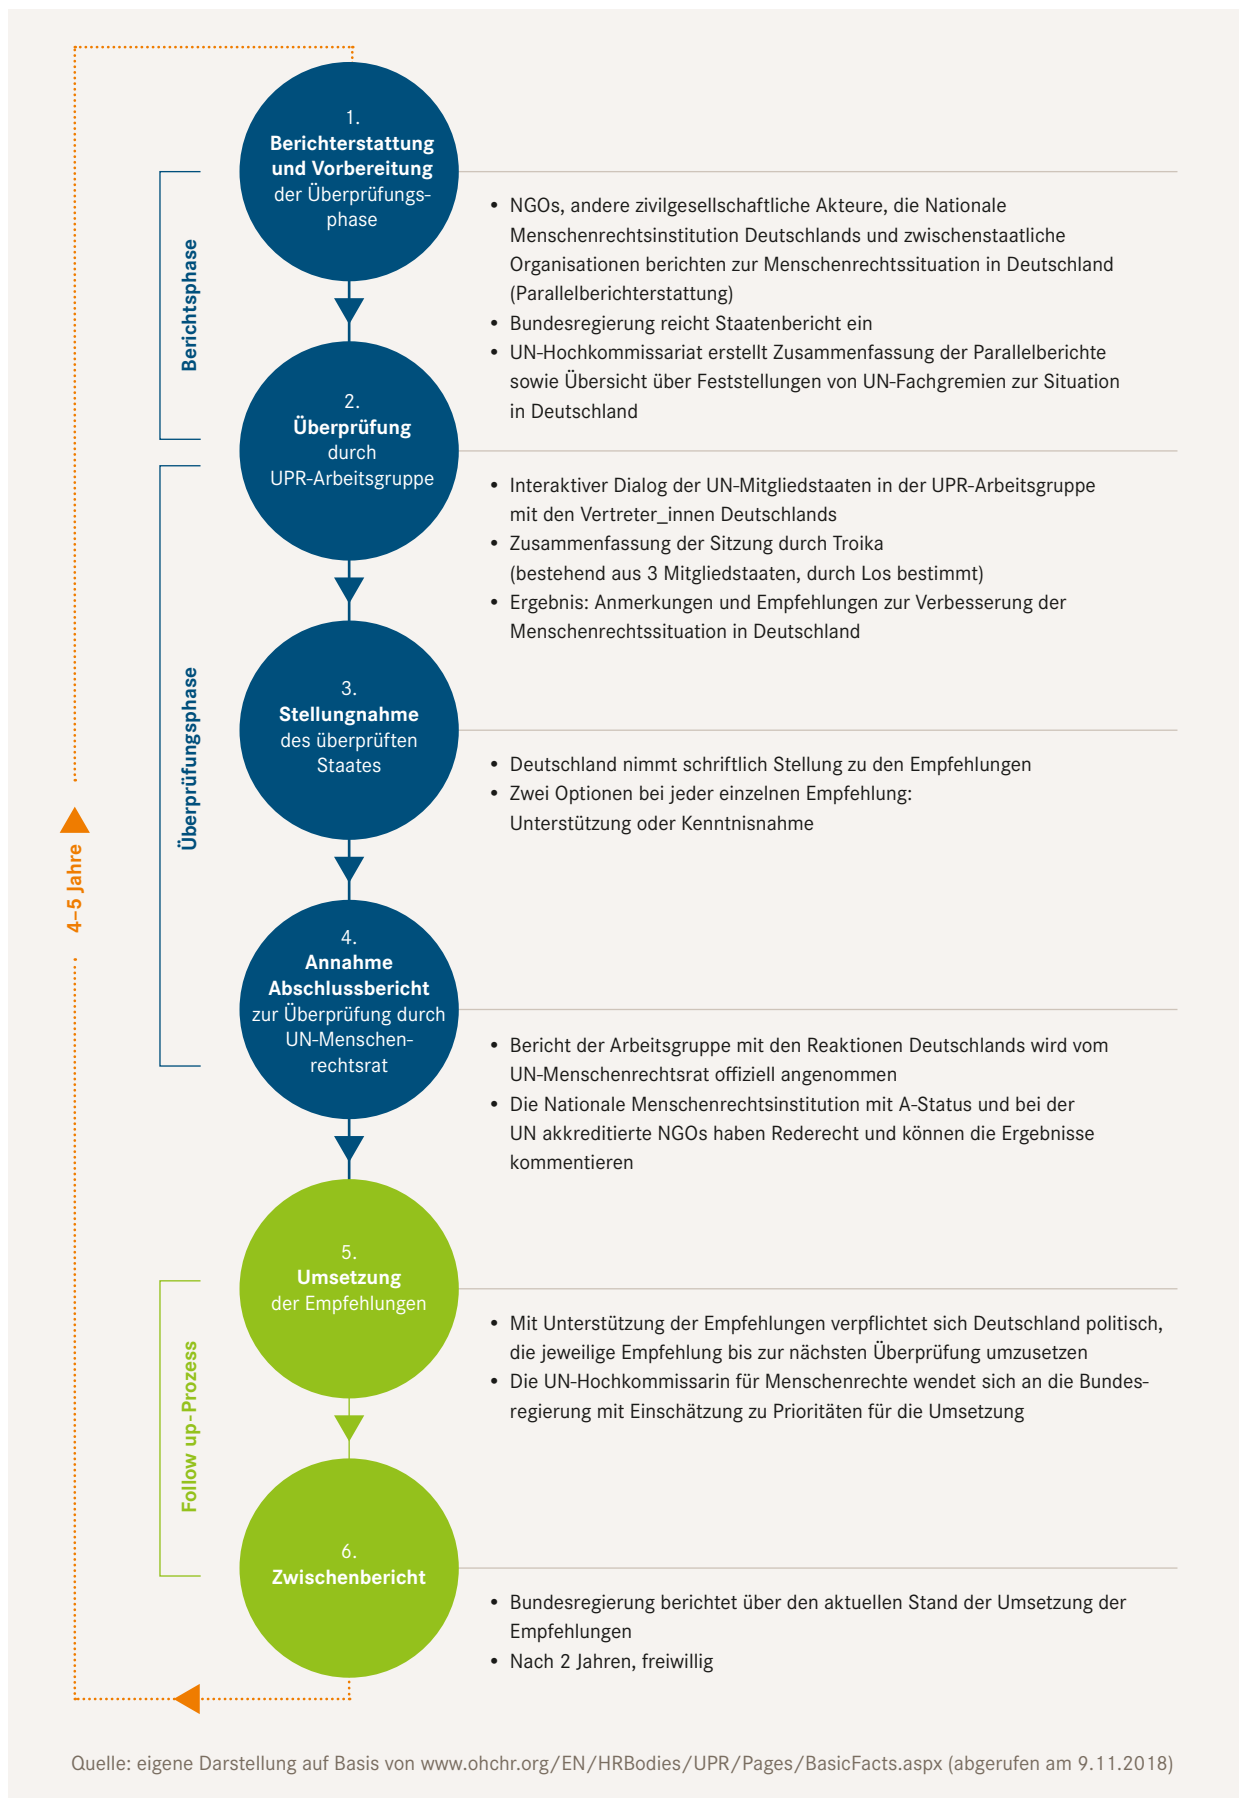 1.
Berichterstattung
und Vorbereitung
der Überprüfungs-
phase
Berichtsphase
• NGOs, andere zivilgesellschaftliche Akteure, die Nationale
Menschenrechtsinstitution Deutschlands und zwischenstaatliche
Organisationen berichten zur Menschenrechtssituation in Deutschland
(Parallelberichterstattung)
• Bundesregierung reicht Staatenbericht ein
• UN-Hochkommissariat erstellt Zusammenfassung der Parallelberichte
sowie Übersicht über Feststellungen von UN-Fachgremien zur Situation
in Deutschland
2.
Überprüfung
durch
UPR-Arbeitsgruppe
• Interaktiver Dialog der UN-Mitgliedstaaten in der UPR-Arbeitsgruppe
mit den Vertreter_innen Deutschlands
• Zusammenfassung der Sitzung durch Troika
(bestehend aus 3 Mitgliedstaaten, durch Los bestimmt)
• Ergebnis: Anmerkungen und Empfehlungen zur Verbesserung der
Menschenrechtssituation in Deutschland
Überprüfungsphase
3.
Stellungnahme
des überprüften
Staates
• Deutschland nimmt schriftlich Stellung zu den Empfehlungen
• Zwei Optionen bei jeder einzelnen Empfehlung:
Unterstützung oder Kenntnisnahme
4–5 Jahre
4.
Annahme
Abschlussbericht
zur Überprüfung durch
UN-Menschen-
rechtsrat
• Bericht der Arbeitsgruppe mit den Reaktionen Deutschlands wird vom
UN-Menschenrechtsrat offiziell angenommen
• Die Nationale Menschenrechtsinstitution mit A-Status und bei der
UN akkreditierte NGOs haben Rederecht und können die Ergebnisse
kommentieren
5.
Umsetzung
der Empfehlungen
• Mit Unterstützung der Empfehlungen verpflichtet sich Deutschland politisch,
die jeweilige Empfehlung bis zur nächsten Überprüfung umzusetzen
• Die UN-Hochkommissarin für Menschenrechte wendet sich an die Bundes-
regierung mit Einschätzung zu Prioritäten für die Umsetzung
Follow up-Prozess
6.
Zwischenbericht
• Bundesregierung berichtet über den aktuellen Stand der Umsetzung der
Empfehlungen
• Nach 2 Jahren, freiwillig
Quelle: eigene Darstellung auf Basis von www.ohchr.org/EN/HRBodies/UPR/Pages/BasicFacts.aspx (abgerufen am 9.11.2018)